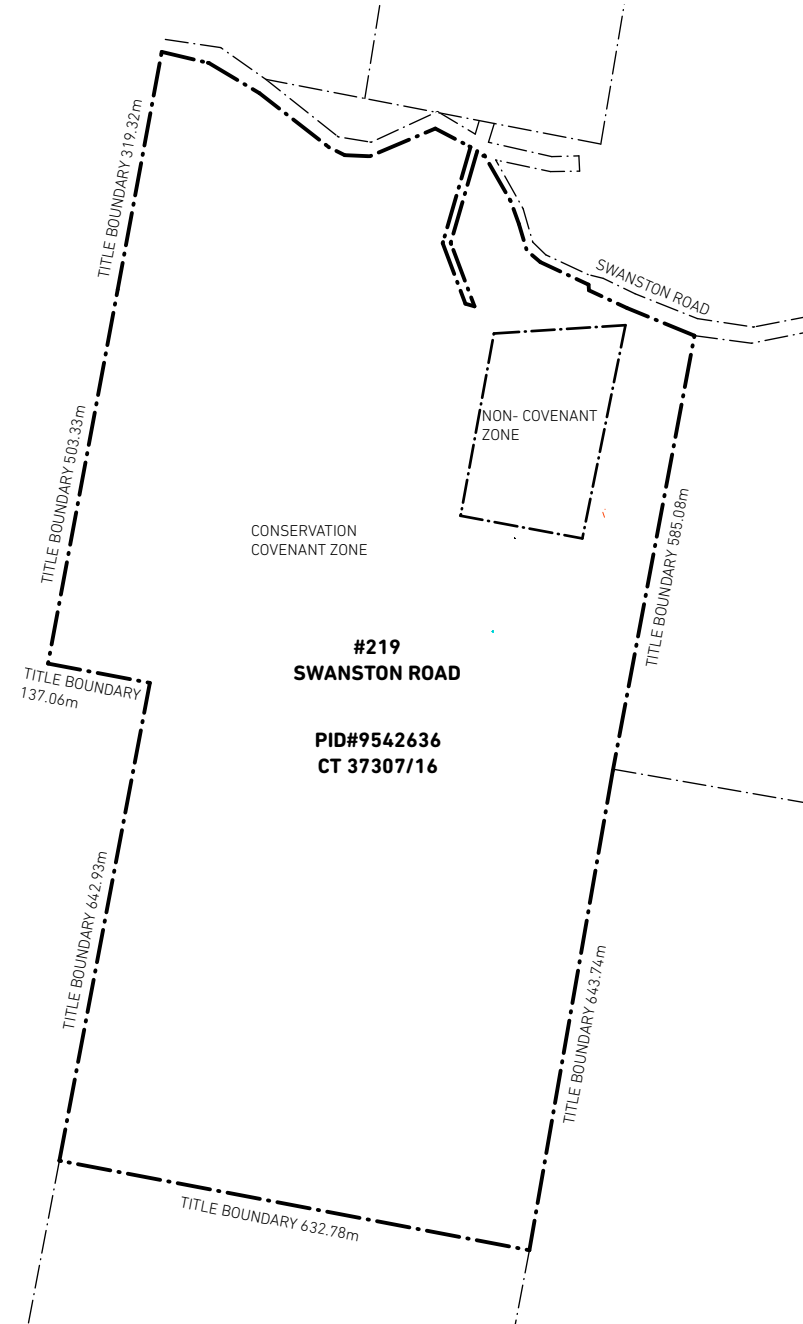 TITLE BOUNDARY 319.32m
SWANSTON ROAD
TITLE BOUNDARY 503.33m
NON- COVENANT
ZONE
CONSERVATION
COVENANT ZONE
TITLE BOUNDARY 585.08m
#219
SWANSTON ROAD
TITLE BOUNDARY
137.06m
PID#9542636
CT 37307/16
TITLE BOUNDARY 642.93m
TITLE BOUNDARY 643.74m
TITLE BOUNDARY 632.78m